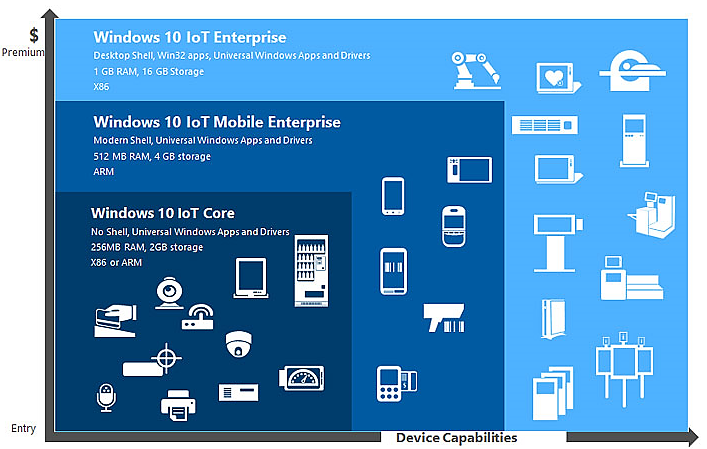 $
Premium
Windows 10 IoT Enterprise
Desktop Shell, Win32 apps, Universal Windows Apps and Drivers
1 GB RAM, 16 GB Storage
X86
Windows 10 IoT Mobile Enterprise
Modern Shell, Universal Windows Apps and Drivers
512 MB RAM, 4 GB storage
ARM
Windows 10 IoT Core
No Shell, Universal Windows Apps and Drivers
256MB RAM, 2GB storage
X86 or ARM
Entry
Device Capabilities